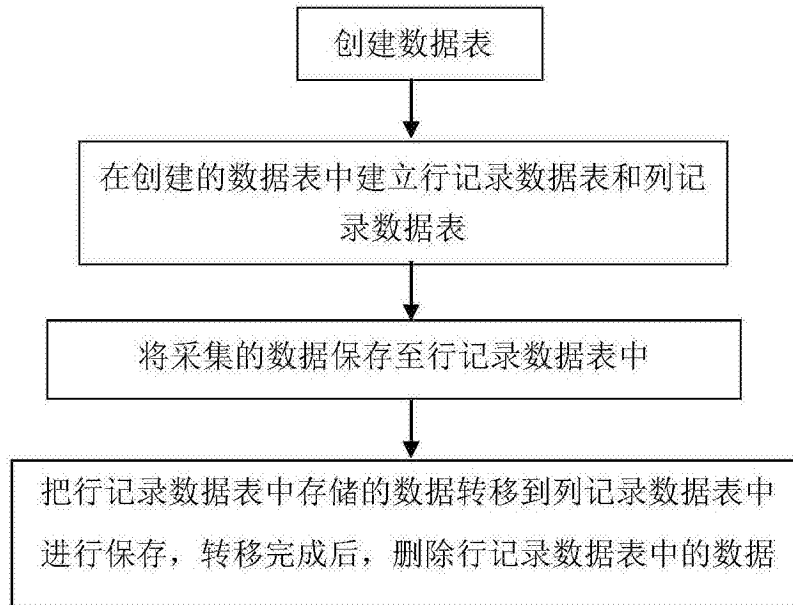 创建数据表
在创建的数据表中建立行记录数据表和列记
录数据表
将采集的数据保存至行记录数据表中
把行记录数据表中存储的数据转移到列记录数据表中
进行保存，转移完成后，删除行记录数据表中的数据